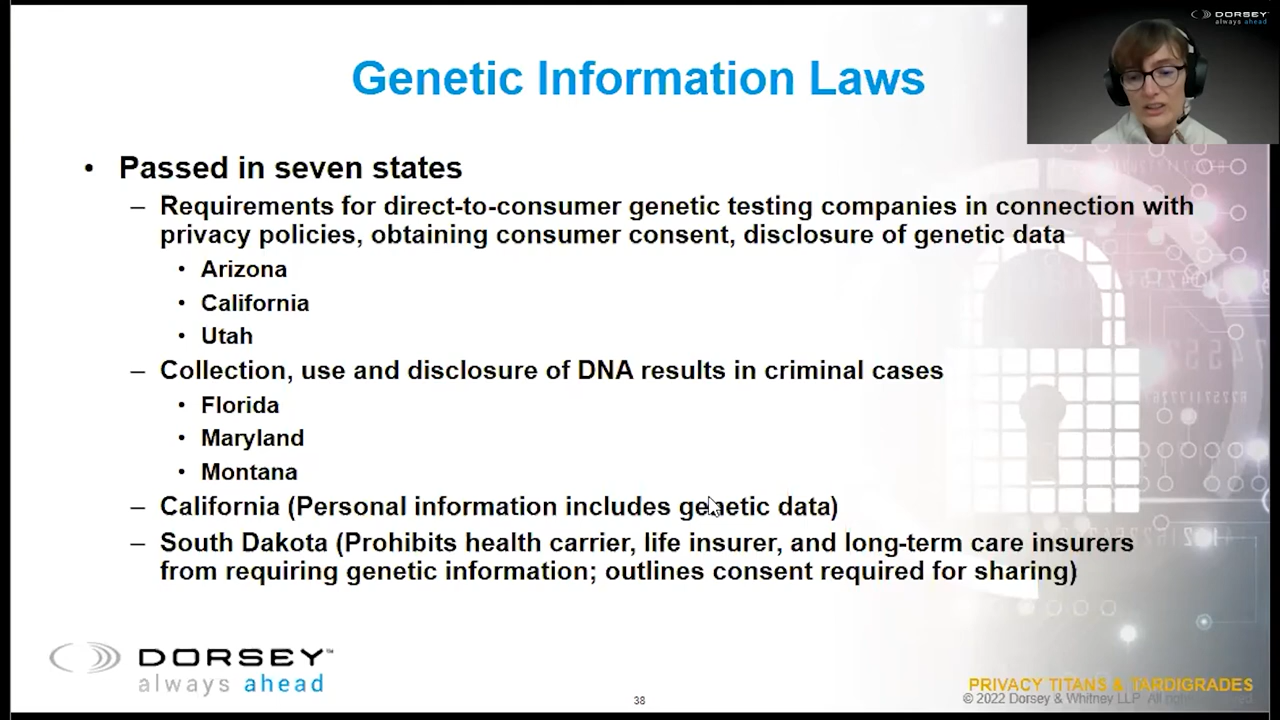 DORSEY
always ahead
Genetic Information Laws
• Passed in seven states
– Requirements for direct-to-consumer genetic testing companies in connection with
privacy policies, obtaining consumer consent, disclosure of genetic data
• Arizona
• California
• Utah
– Collection, use and disclosure of DNA results in criminal cases
• Florida
• Maryland
• Montana
– California (Personal information includes genetic data)
– South Dakota (Prohibits health carrier, life insurer, and long-term care insurers
from requiring genetic information; outlines consent required for sharing)
DORSEY™
always ahead
38
PRIVACY TITANS & TARDIGRADES
© 2022 Dorsey & Whitney LLP. All rights reserved.